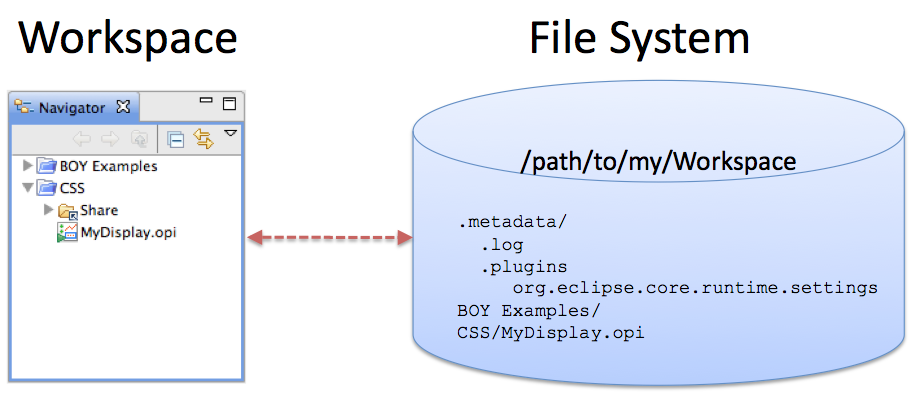 Workspace
File System
Navigator
BOY Examples
CSS
Share
MyDisplay.opi
/path/to/my/Workspace
.metadata/
.log
.plugins
org.eclipse.core.runtime.settings
BOY Examples/
CSS/MyDisplay.opi